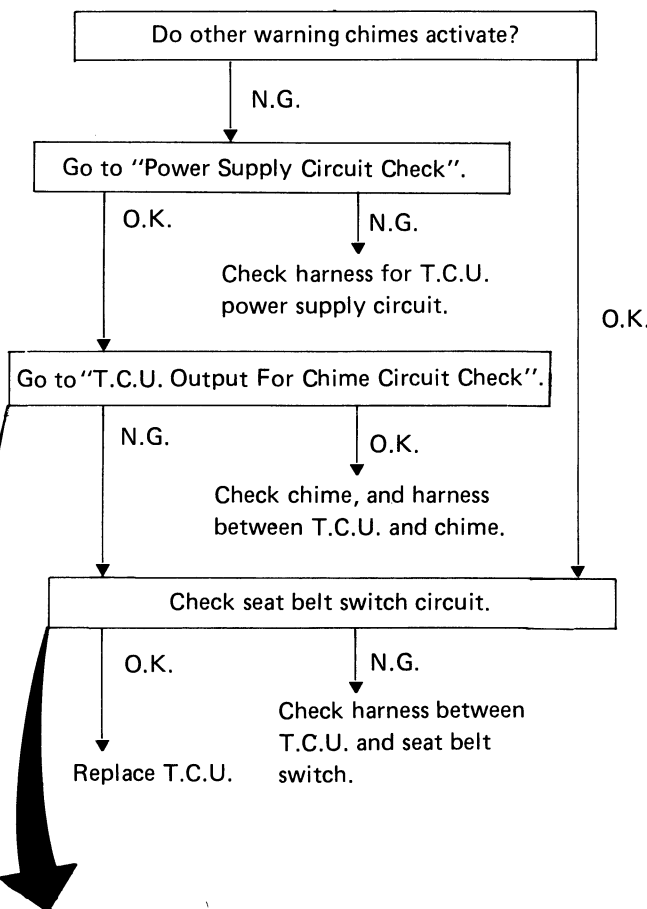 Do other warning chimes activate?
N.G.
Go to "Power Supply Circuit Check".
O.K.
N.G.
Check harness for T.C.U.
power supply circuit.
O.K.
Go to "T.C.U. Output For Chime Circuit Check".
N.G.
O.K.
Check chime, and harness
between T.C.U. and chime.
Check seat belt switch circuit.
O.K.
N.G.
Check harness between
T.C.U. and seat belt
switch.
Replace T.C.U.